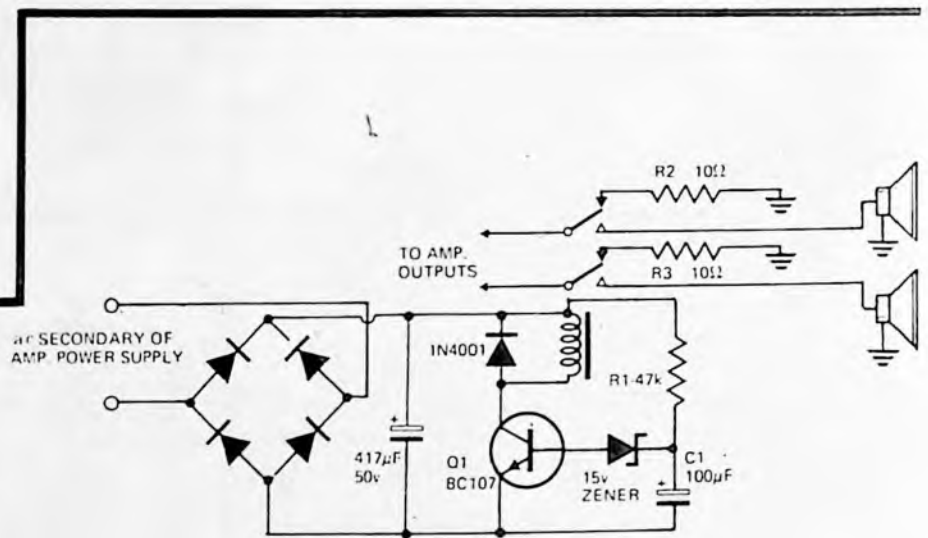 R2 10Ω
TO AMP.
OUTPUTS
R3 10Ω
ac SECONDARY OF
AMP. POWER SUPPLY
1N4001
R1-47k
417µF
50v
Q1
BC107
15v
ZENER
C1
100µF